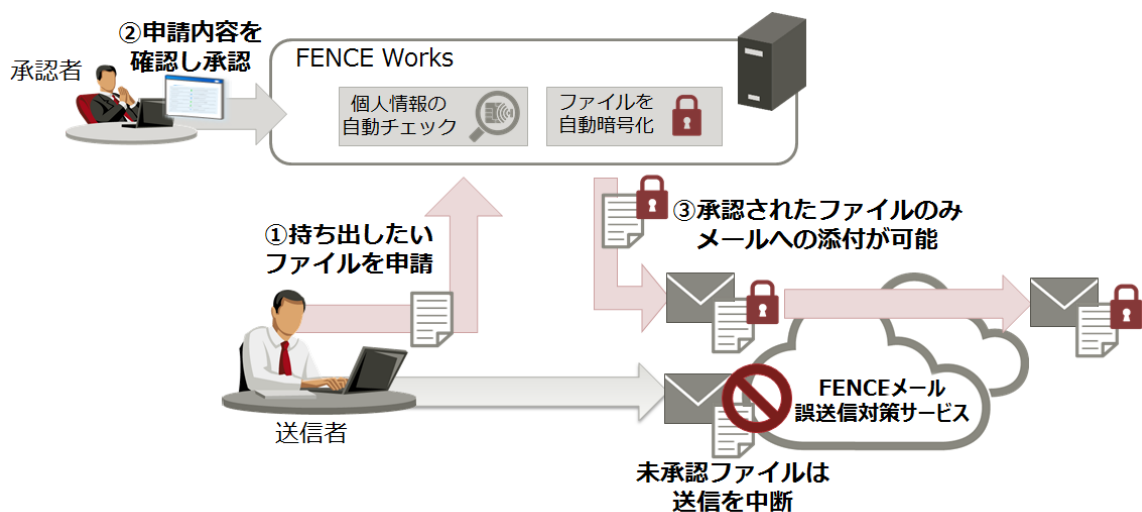 ②申請内容を
確認し承認
承認者
FENCE Works
個人情報の
自動チェック
ファイルを
自動暗号化
①持ち出したい
ファイルを申請
③承認されたファイルのみ
メールへの添付が可能
送信者
FENCEメール
誤送信対策サービス
未承認ファイルは
送信を中断